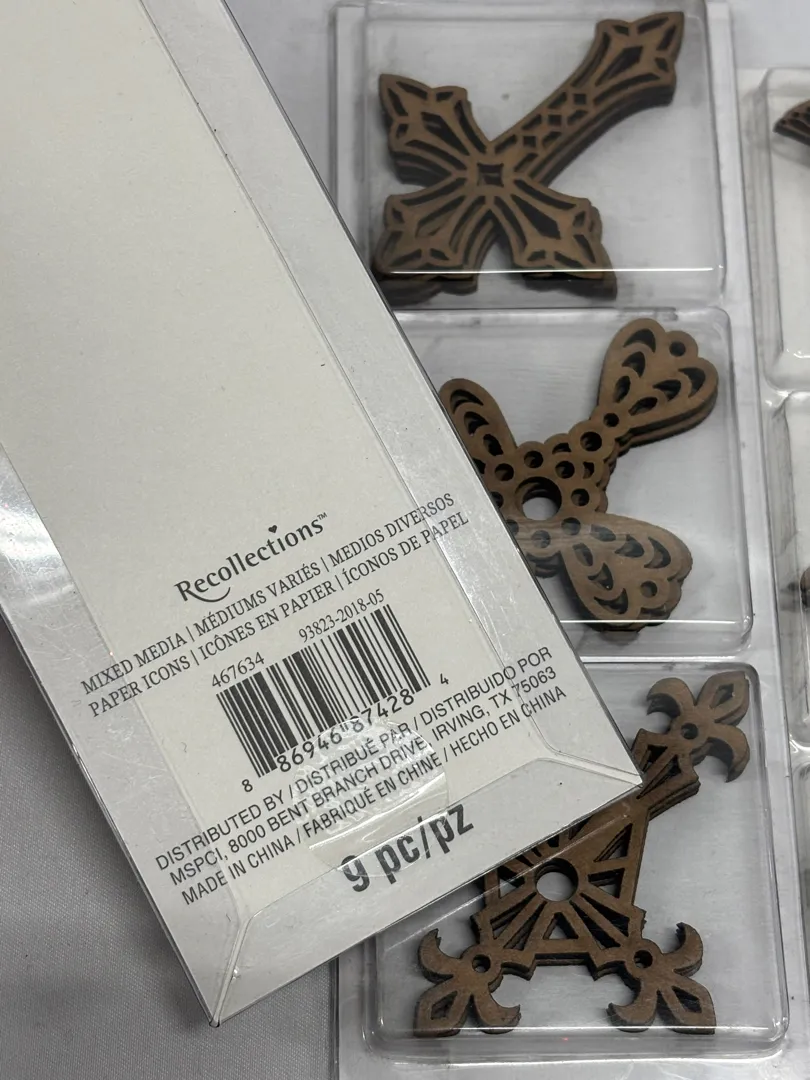 Recollections™
MIXED MEDIA | MÉDIUMS VARIÉS | MEDIOS DIVERSOS
PAPER ICONS | ICÔNES EN PAPIER | ÍCONOS DE PAPEL
467634 93823-2018-05
8 86946 87428 4
DISTRIBUTED BY / DISTRIBUÉ PAR / DISTRIBUIDO POR
MSPCI, 8000 BENT BRANCH DRIVE, IRVING, TX 75063
MADE IN CHINA / FABRIQUÉ EN CHINE / HECHO EN CHINA
9 pc/pz